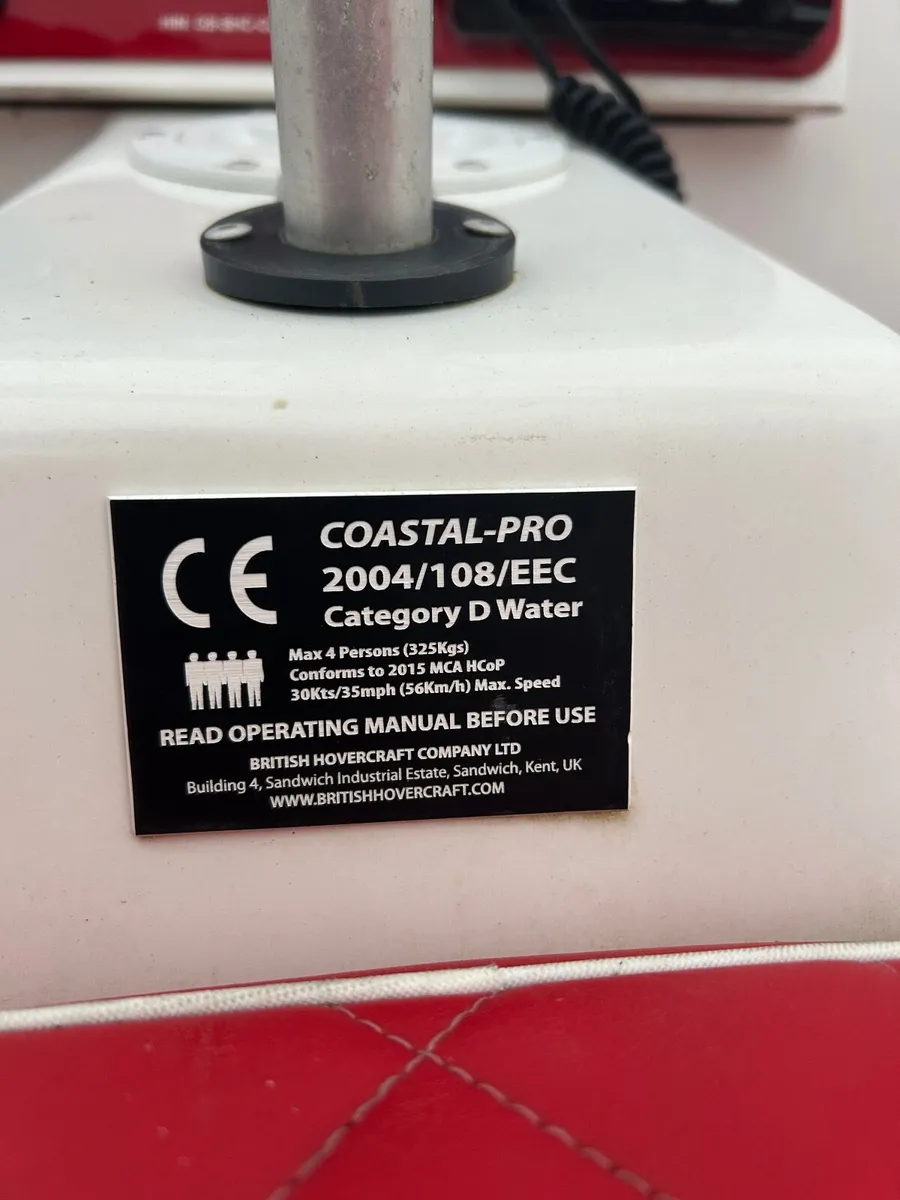 CE
COASTAL-PRO
2004/108/EEC
Category D Water
Max 4 Persons (325Kgs)
Conforms to 2015 MCA HCoP
30Kts/35mph (56Km/h) Max. Speed
READ OPERATING MANUAL BEFORE USE
BRITISH HOVERCRAFT COMPANY LTD
Building 4, Sandwich Industrial Estate, Sandwich, Kent, UK
WWW.BRITISHHOVERCRAFT.COM